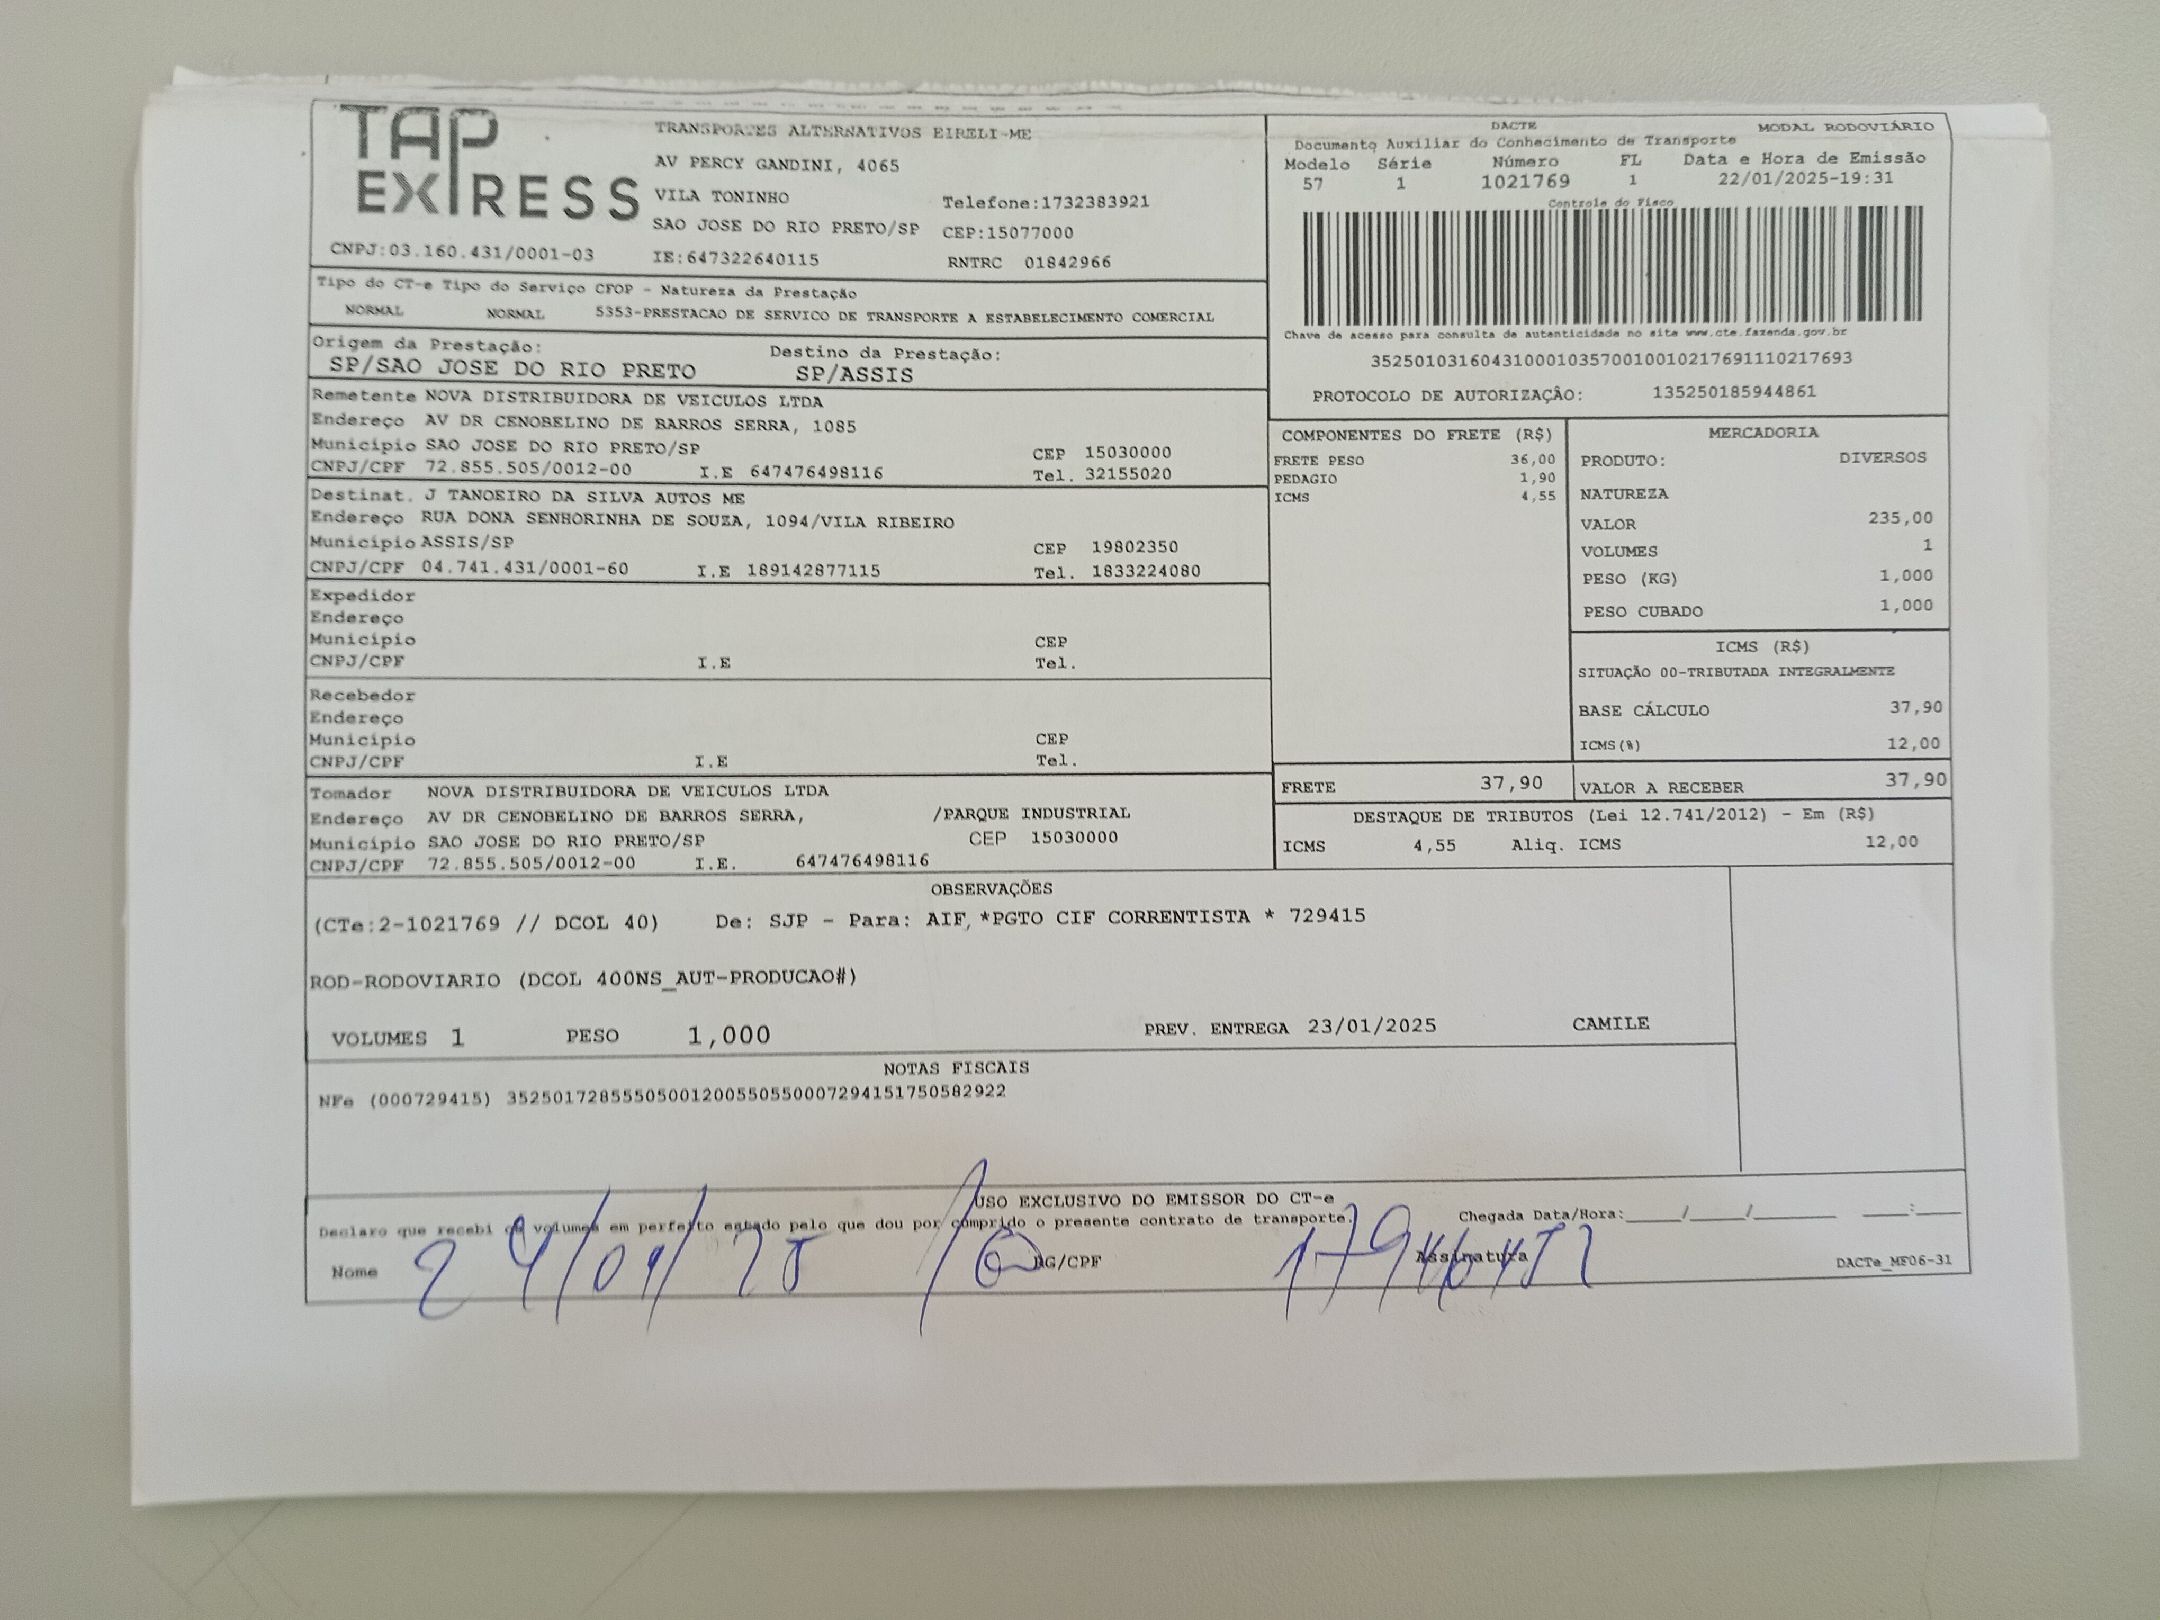 TAP EXPRESS
TRANSPORTES ALTERNATIVOS EIRELI-ME
AV PERCY GANDINI, 4065
VILA TONINHO Telefone:1732383921
SAO JOSE DO RIO PRETO/SP CEP:15077000
CNPJ:03.160.431/0001-03 IE:647322640115 RNTRC 01842966
DACTE MODAL RODOVIÁRIO
Documento Auxiliar do Conhecimento de Transporte
Modelo Série Número FL Data e Hora de Emissão
57 1 1021769 1 22/01/2025-19:31
Controle do Fisco
Chave de acesso para consulta de autenticidade no site www.cte.fazenda.gov.br
35250103160431000103570010010217691110217693
PROTOCOLO DE AUTORIZAÇÂO: 135250185944861
Tipo do CT-e Tipo do Serviço CFOP - Natureza da Prestação
NORMAL NORMAL 5353-PRESTACAO DE SERVICO DE TRANSPORTE A ESTABELECIMENTO COMERCIAL
Origem da Prestação: Destino da Prestação:
SP/SAO JOSE DO RIO PRETO SP/ASSIS
Remetente NOVA DISTRIBUIDORA DE VEICULOS LTDA
Endereço AV DR CENOBELINO DE BARROS SERRA, 1085
Município SAO JOSE DO RIO PRETO/SP CEP 15030000
CNPJ/CPF 72.855.505/0012-00 I.E 647476498116 Tel. 32155020
Destinat. J TANOEIRO DA SILVA AUTOS ME
Endereço RUA DONA SENHORINHA DE SOUZA, 1094/VILA RIBEIRO
Município ASSIS/SP CEP 19802350
CNPJ/CPF 04.741.431/0001-60 I.E 189142877115 Tel. 1833224080
Expedidor
Endereço
Município CEP
CNPJ/CPF I.E Tel.
Recebedor
Endereço
Município CEP
CNPJ/CPF I.E Tel.
Tomador NOVA DISTRIBUIDORA DE VEICULOS LTDA
Endereço AV DR CENOBELINO DE BARROS SERRA, /PARQUE INDUSTRIAL
Município SAO JOSE DO RIO PRETO/SP CEP 15030000
CNPJ/CPF 72.855.505/0012-00 I.E. 647476498116
COMPONENTES DO FRETE (R$)
FRETE PESO 36,00
PEDAGIO 1,90
ICMS 4,55
MERCADORIA
PRODUTO: DIVERSOS
NATUREZA
VALOR 235,00
VOLUMES 1
PESO (KG) 1,000
PESO CUBADO 1,000
ICMS (R$)
SITUAÇÃO 00-TRIBUTADA INTEGRALMENTE
BASE CÁLCULO 37,90
ICMS(%) 12,00
FRETE 37,90 VALOR A RECEBER 37,90
DESTAQUE DE TRIBUTOS (Lei 12.741/2012) - Em (R$)
ICMS 4,55 Aliq. ICMS 12,00
OBSERVAÇÕES
(CTe:2-1021769 // DCOL 40) De: SJP - Para: AIF, *PGTO CIF CORRENTISTA * 729415
ROD-RODOVIARIO (DCOL 400NS_AUT-PRODUCAO#)
VOLUMES 1 PESO 1,000 PREV. ENTREGA 23/01/2025 CAMILE
NOTAS FISCAIS
NFe (000729415) 35250172855505001200550550007294151750582922
USO EXCLUSIVO DO EMISSOR DO CT-e
Declaro que recebi os volumes em perfeito estado pelo que dou por cumprido o presente contrato de transporte. Chegada Data/Hora:____/____/______ ____:____
Nome 24/01/25 RG/CPF Assinatura DACTe_MF06-31